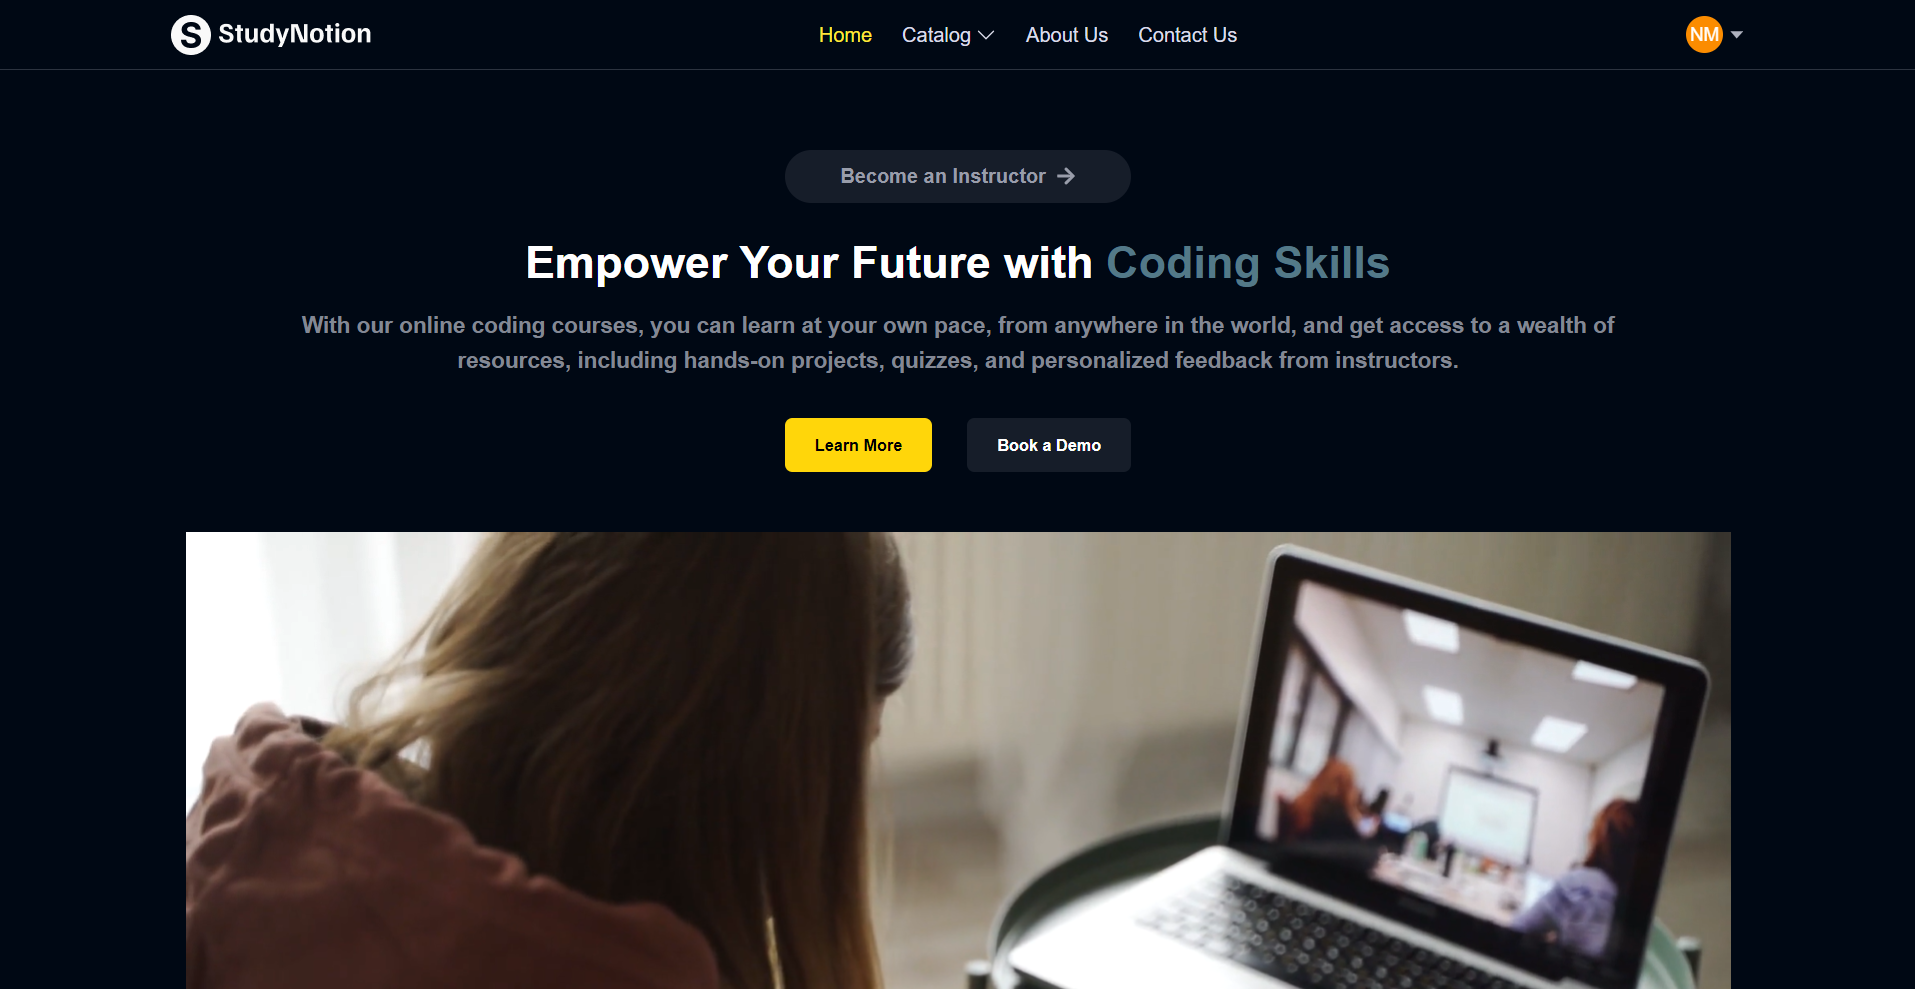 S StudyNotion
Home Catalog About Us Contact Us
NM
Become an Instructor →
Empower Your Future with Coding Skills
With our online coding courses, you can learn at your own pace, from anywhere in the world, and get access to a wealth of
resources, including hands-on projects, quizzes, and personalized feedback from instructors.
Learn More
Book a Demo